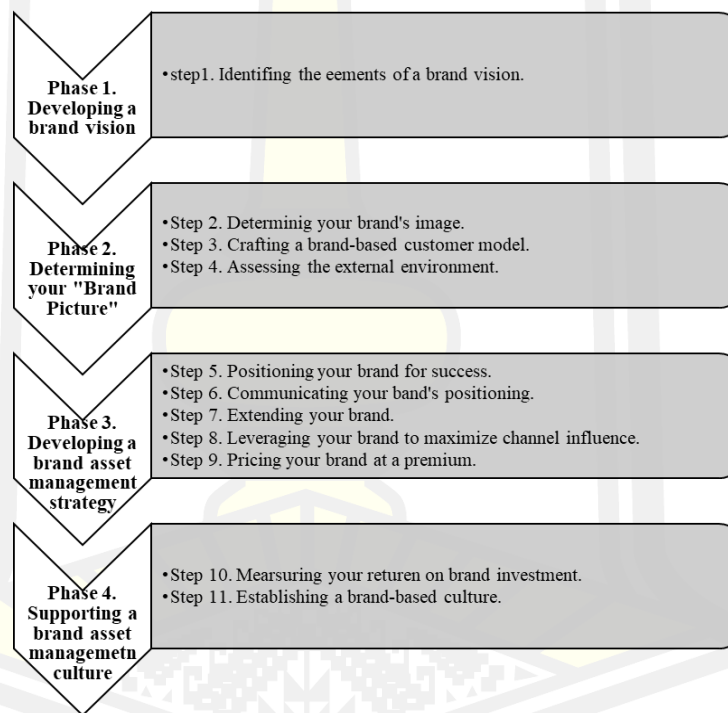 Phase 1.
Developing a
brand vision
•step1. Identifing the eements of a brand vision.
Phase 2.
Determining
your "Brand
Picture"
•Step 2. Determinig your brand's image.
•Step 3. Crafting a brand-based customer model.
•Step 4. Assessing the external environment.
Phase 3.
Developing a
brand asset
management
strategy
•Step 5. Positioning your brand for success.
•Step 6. Communicating your band's positioning.
•Step 7. Extending your brand.
•Step 8. Leveraging your brand to maximize channel influence.
•Step 9. Pricing your brand at a premium.
Phase 4.
Supporting a
brand asset
managemetn
culture
•Step 10. Mearsuring your returen on brand investment.
•Step 11. Establishing a brand-based culture.